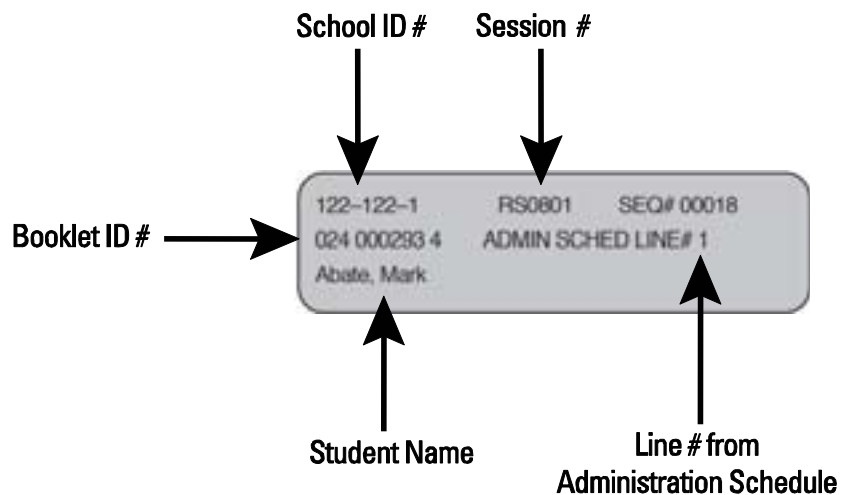 School ID # Session #
122–122–1 RS0801 SEQ# 00018
Booklet ID # 024 000293 4 ADMIN SCHED LINE# 1
Abate, Mark
Student Name
Line # from
Administration Schedule